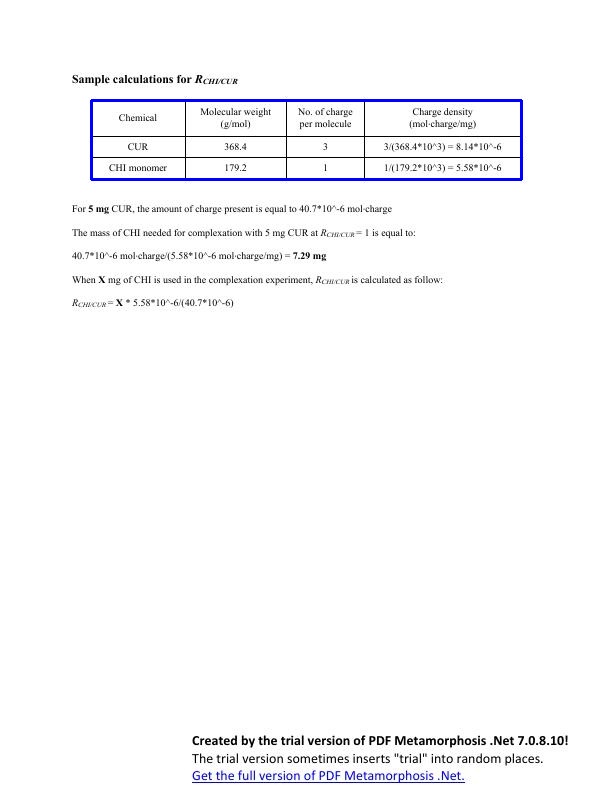 Sample calculations for R CHI/CUR
Chemical
Molecular weight
(g/mol)
No. of charge
per molecule
Charge density
(mol·charge/mg)
CUR
368.4
3
3/(368.4*10^3) = 8.14*10^-6
CHI monomer
179.2
1
1/(179.2*10^3) = 5.58*10^-6
For 5 mg CUR, the amount of charge present is equal to 40.7*10^-6 mol·charge
The mass of CHI needed for complexation with 5 mg CUR at R CHI/CUR = 1 is equal to:
40.7*10^-6 mol·charge/(5.58*10^-6 mol·charge/mg) = 7.29 mg
When X mg of CHI is used in the complexation experiment, R CHI/CUR is calculated as follow:
R CHI/CUR = X * 5.58*10^-6/(40.7*10^-6)
Created by the trial version of PDF Metamorphosis .Net 7.0.8.10!
The trial version sometimes inserts "trial" into random places.
Get the full version of PDF Metamorphosis .Net.